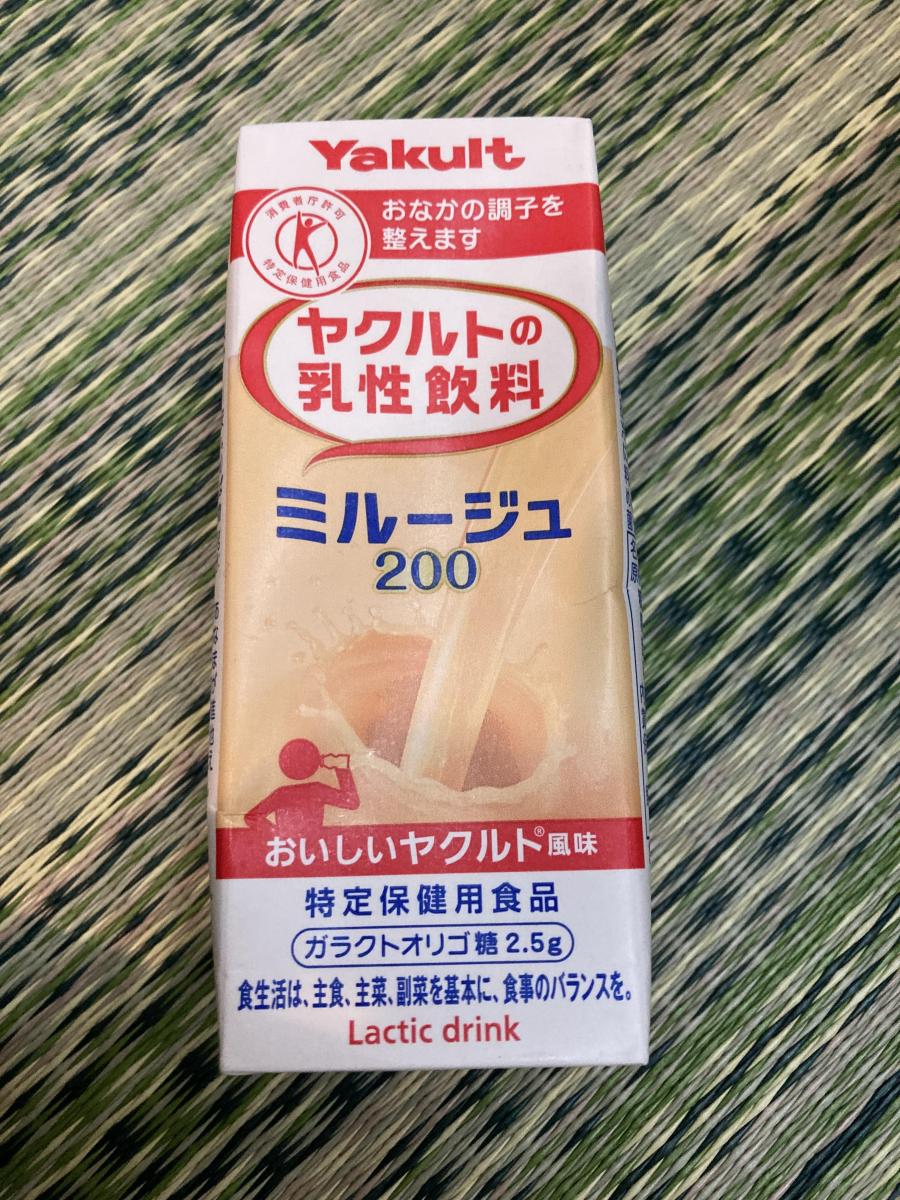 Yakult
消費者庁許可
特定保健用食品
おなかの調子を
整えます
ヤクルトの
乳性飲料
ミルージュ
200
おいしいヤクルト®風味
特定保健用食品
ガラクトオリゴ糖 2.5g
食生活は、主食、主菜、副菜を基本に、食事のバランスを。
Lactic drink